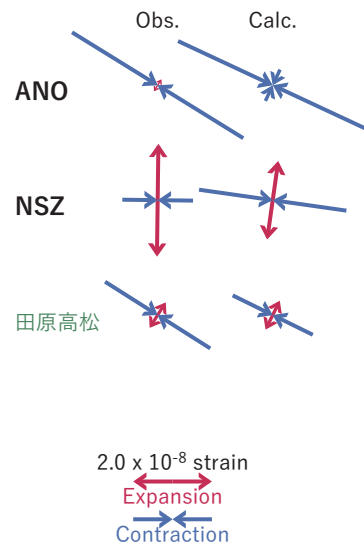 Obs. Calc.
ANO
NSZ
田原高松
2.0 x 10⁻⁸ strain
Expansion
Contraction